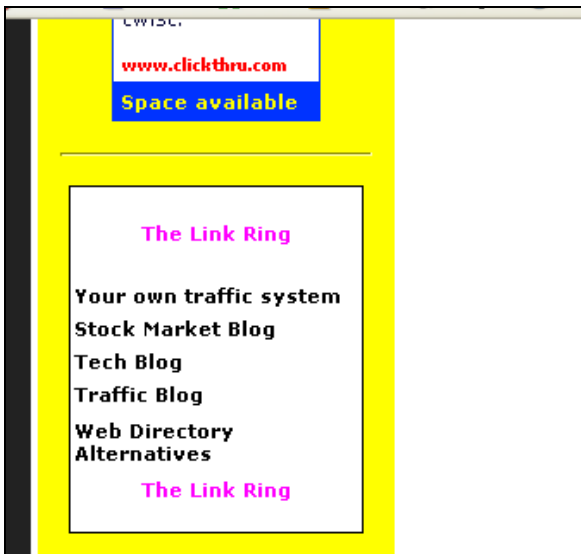 twist.
www.clickthru.com
Space available
The Link Ring
Your own traffic system
Stock Market Blog
Tech Blog
Traffic Blog
Web Directory
Alternatives
The Link Ring